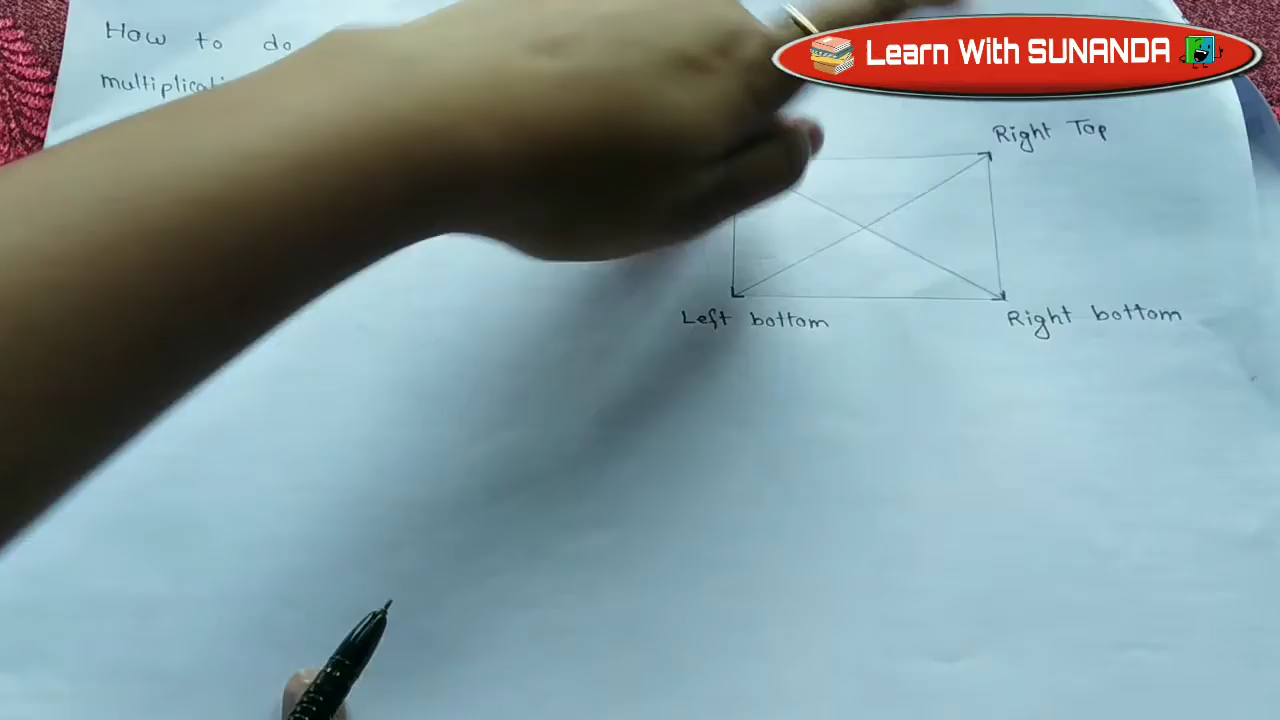 How to do
Learn With SUNANDA
Right Top
Left bottom
Right bottom